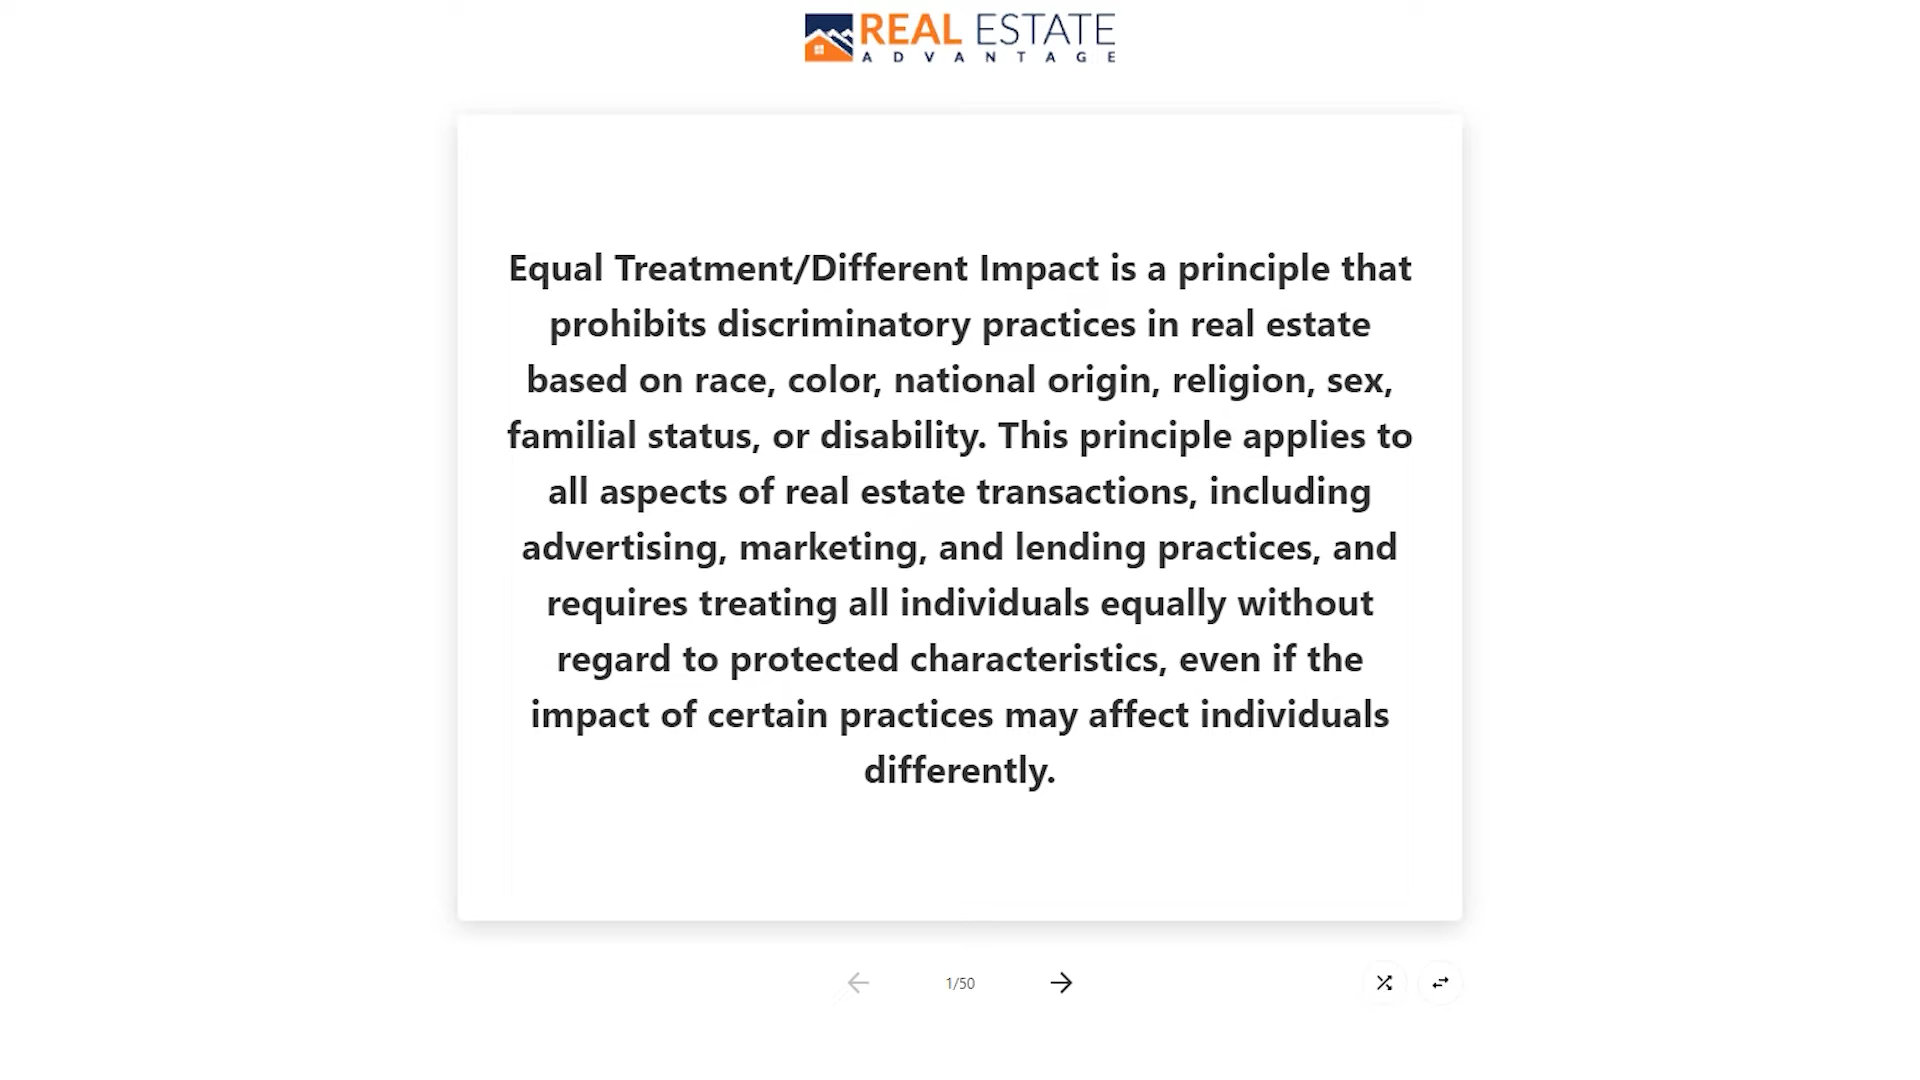 REAL ESTATE
ADVANTAGE
Equal Treatment/Different Impact is a principle that
prohibits discriminatory practices in real estate
based on race, color, national origin, religion, sex,
familial status, or disability. This principle applies to
all aspects of real estate transactions, including
advertising, marketing, and lending practices, and
requires treating all individuals equally without
regard to protected characteristics, even if the
impact of certain practices may affect individuals
differently.
1/50